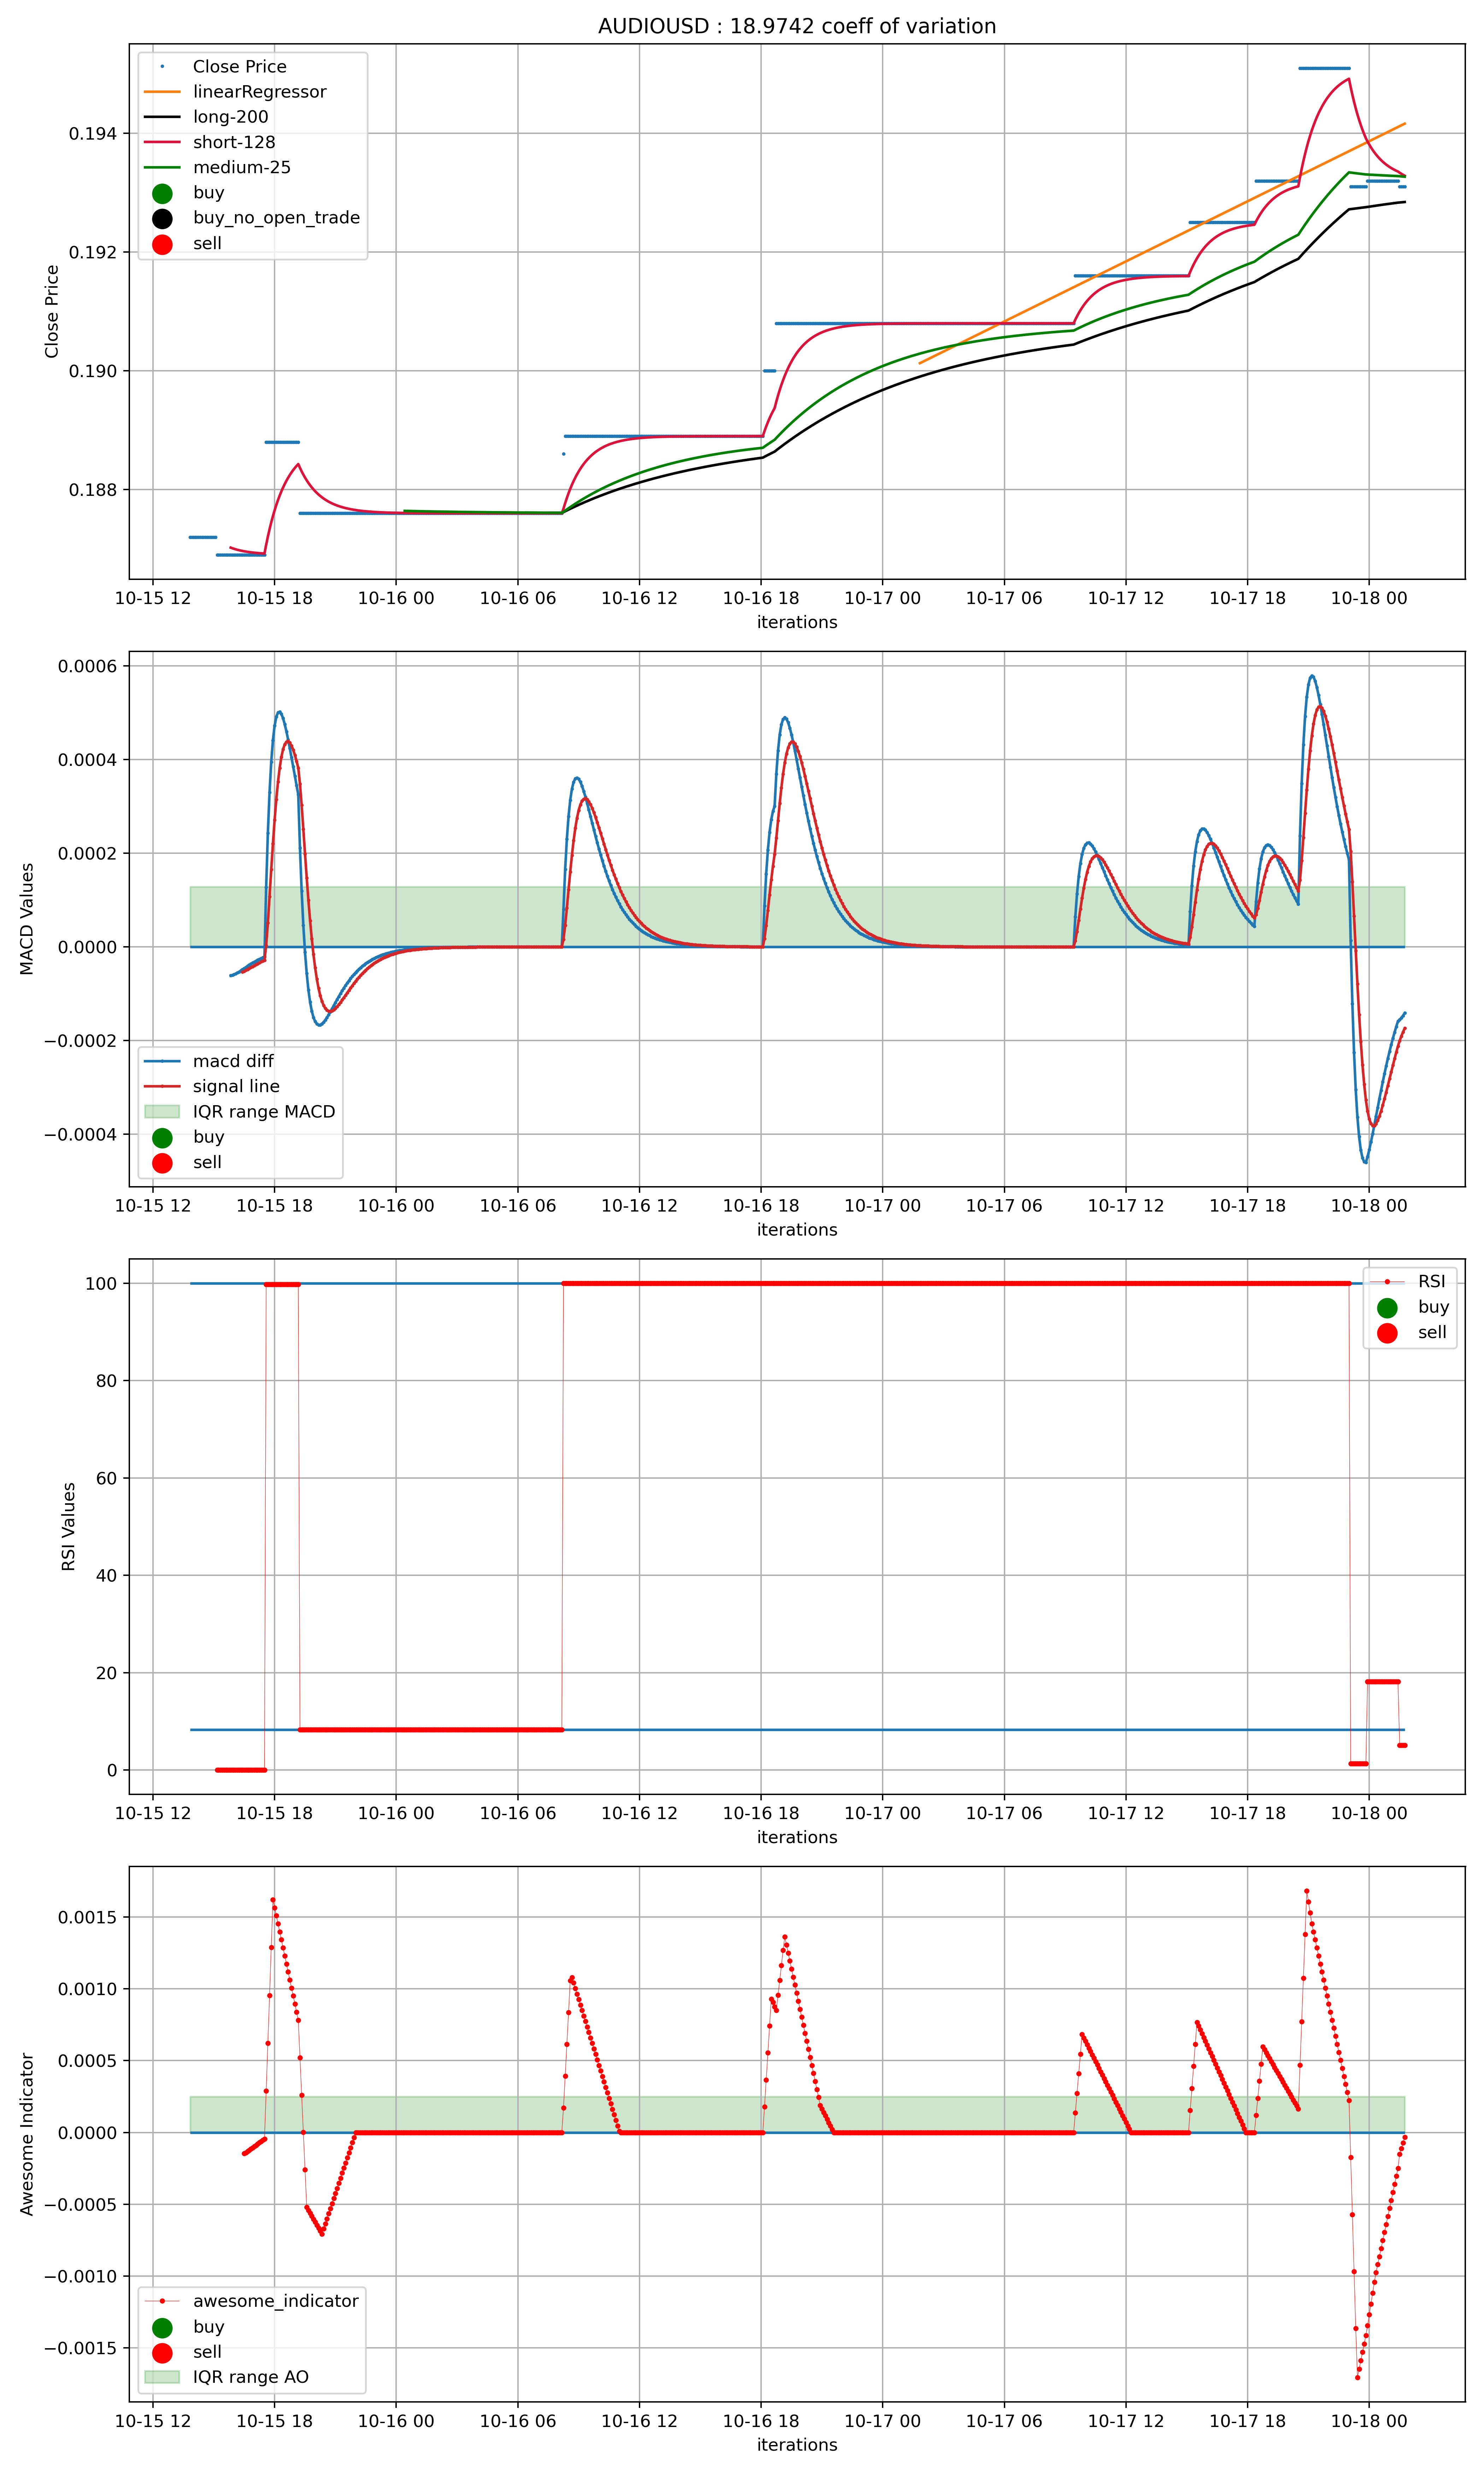 AUDIOUSD : 18.9742 coeff of variation
Close Price
linearRegressor
long-200
short-128
medium-25
buy
buy_no_open_trade
sell
Close Price
0.194
0.192
0.190
0.188
10-15 12 10-15 18 10-16 00 10-16 06 10-16 12 10-16 18 10-17 00 10-17 06 10-17 12 10-17 18 10-18 00
iterations
MACD Values
0.0006
0.0004
0.0002
0.0000
−0.0002
−0.0004
macd diff
signal line
IQR range MACD
buy
sell
10-15 12 10-15 18 10-16 00 10-16 06 10-16 12 10-16 18 10-17 00 10-17 06 10-17 12 10-17 18 10-18 00
iterations
RSI Values
100
80
60
40
20
0
RSI
buy
sell
10-15 12 10-15 18 10-16 00 10-16 06 10-16 12 10-16 18 10-17 00 10-17 06 10-17 12 10-17 18 10-18 00
iterations
Awesome Indicator
0.0015
0.0010
0.0005
0.0000
−0.0005
−0.0010
−0.0015
awesome_indicator
buy
sell
IQR range AO
10-15 12 10-15 18 10-16 00 10-16 06 10-16 12 10-16 18 10-17 00 10-17 06 10-17 12 10-17 18 10-18 00
iterations